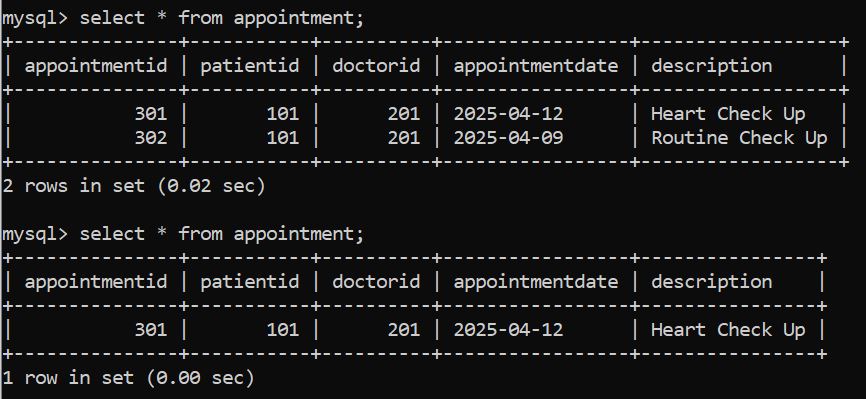 mysql> select * from appointment;
+---------------+-----------+----------+-----------------+------------------+
| appointmentid | patientid | doctorid | appointmentdate | description      |
+---------------+-----------+----------+-----------------+------------------+
|           301 |       101 |      201 | 2025-04-12      | Heart Check Up   |
|           302 |       101 |      201 | 2025-04-09      | Routine Check Up |
+---------------+-----------+----------+-----------------+------------------+
2 rows in set (0.02 sec)

mysql> select * from appointment;
+---------------+-----------+----------+-----------------+----------------+
| appointmentid | patientid | doctorid | appointmentdate | description    |
+---------------+-----------+----------+-----------------+----------------+
|           301 |       101 |      201 | 2025-04-12      | Heart Check Up |
+---------------+-----------+----------+-----------------+----------------+
1 row in set (0.00 sec)